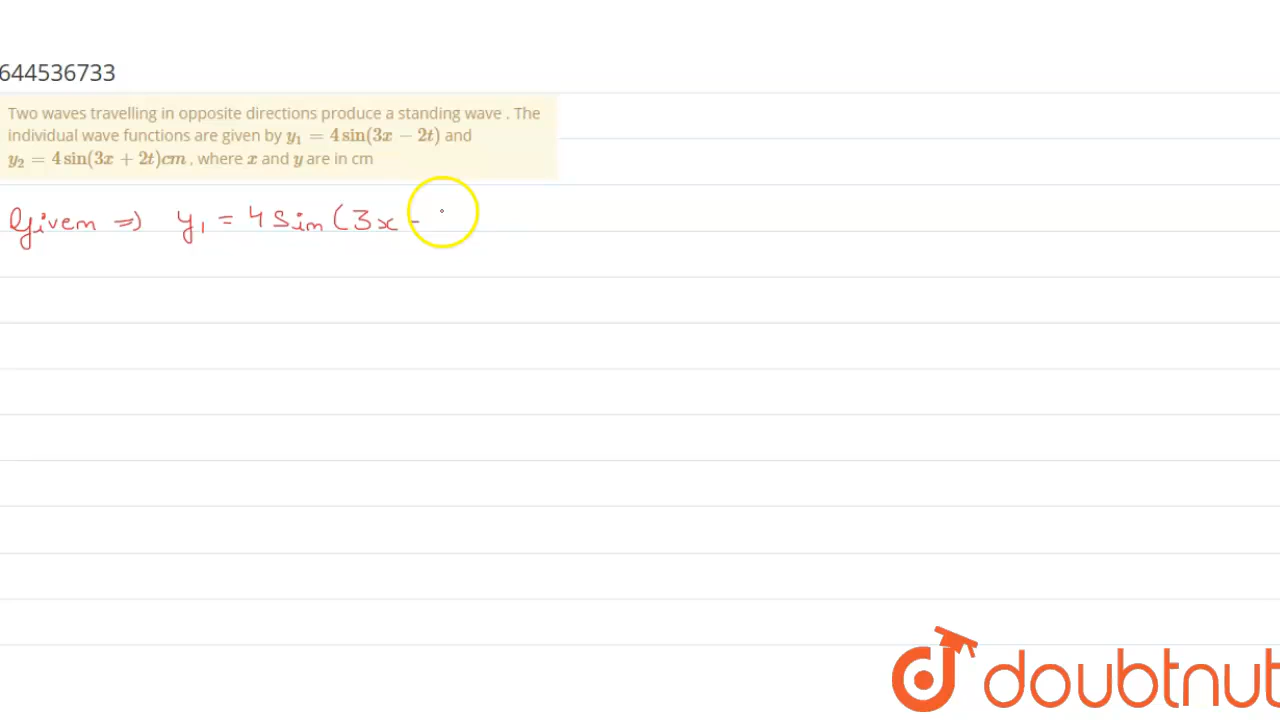 644536733
Two waves travelling in opposite directions produce a standing wave . The
individual wave functions are given by y₁ = 4 sin(3x − 2t) and
y₂ = 4 sin(3x + 2t)cm , where x and y are in cm
Given ⇒ y₁ = 4 Sin (3x -
doubtnut